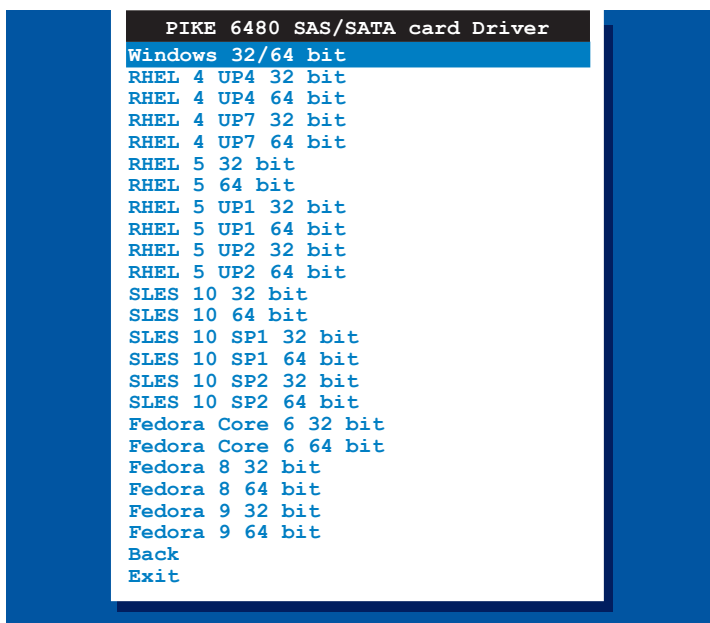 PIKE 6480 SAS/SATA card Driver
Windows 32/64 bit
RHEL 4 UP4 32 bit
RHEL 4 UP4 64 bit
RHEL 4 UP7 32 bit
RHEL 4 UP7 64 bit
RHEL 5 32 bit
RHEL 5 64 bit
RHEL 5 UP1 32 bit
RHEL 5 UP1 64 bit
RHEL 5 UP2 32 bit
RHEL 5 UP2 64 bit
SLES 10 32 bit
SLES 10 64 bit
SLES 10 SP1 32 bit
SLES 10 SP1 64 bit
SLES 10 SP2 32 bit
SLES 10 SP2 64 bit
Fedora Core 6 32 bit
Fedora Core 6 64 bit
Fedora 8 32 bit
Fedora 8 64 bit
Fedora 9 32 bit
Fedora 9 64 bit
Back
Exit